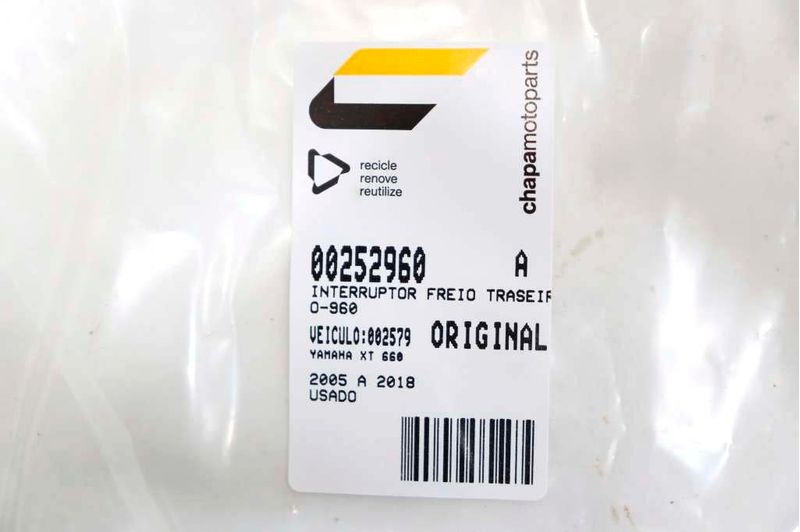 chapamotoparts
recicle
renove
reutilize
00252960 A
INTERRUPTOR FREIO TRASEIR
O-960
VEICULO:002579 ORIGINAL
YAMAHA XT 660
2005 A 2018
USADO